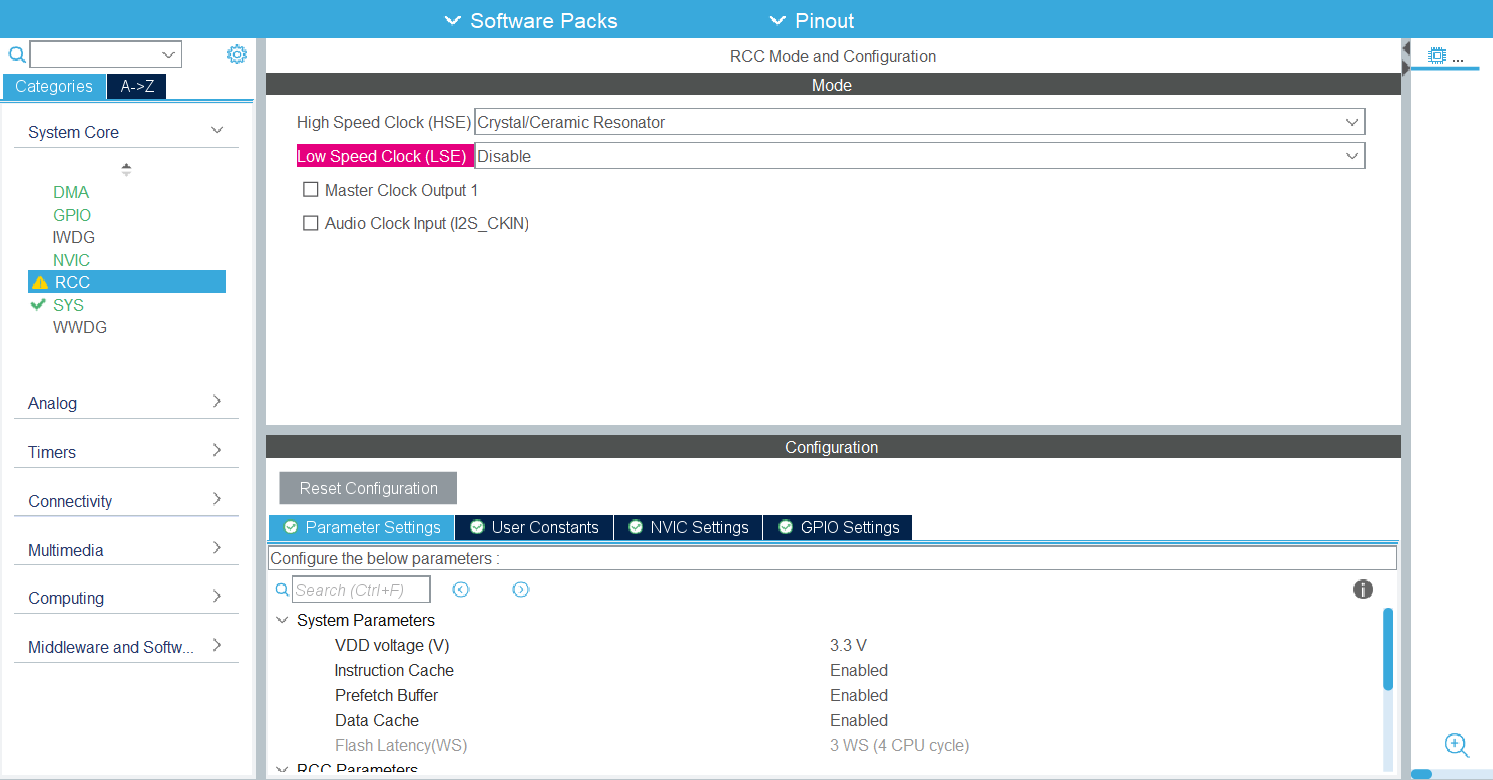 Software Packs
Pinout
RCC Mode and Configuration
...
Categories
A->Z
Mode
System Core
High Speed Clock (HSE)
Crystal/Ceramic Resonator
Low Speed Clock (LSE)
Disable
Master Clock Output 1
Audio Clock Input (I2S_CKIN)
DMA
GPIO
IWDG
NVIC
RCC
SYS
WWDG
Analog
Timers
Connectivity
Multimedia
Computing
Middleware and Softw...
Configuration
Reset Configuration
Parameter Settings
User Constants
NVIC Settings
GPIO Settings
Configure the below parameters :
Search (Ctrl+F)
System Parameters
VDD voltage (V) 3.3 V
Instruction Cache Enabled
Prefetch Buffer Enabled
Data Cache Enabled
Flash Latency(WS) 3 WS (4 CPU cycle)
RCC Parameters